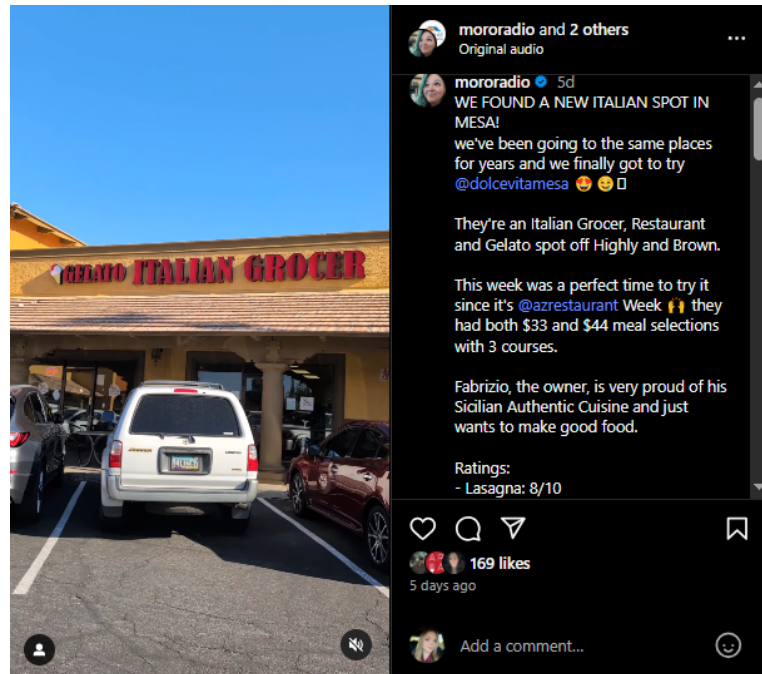 GELATO ITALIAN GROCER
mororadio and 2 others
Original audio
mororadio 5d
WE FOUND A NEW ITALIAN SPOT IN
MESA!
we've been going to the same places
for years and we finally got to try
@dolcevitamesa 🤩 😋
They're an Italian Grocer, Restaurant
and Gelato spot off Highly and Brown.
This week was a perfect time to try it
since it's @azrestaurant Week 🙌 they
had both $33 and $44 meal selections
with 3 courses.
Fabrizio, the owner, is very proud of his
Sicilian Authentic Cuisine and just
wants to make good food.
Ratings:
- Lasagna: 8/10
169 likes
5 days ago
Add a comment...